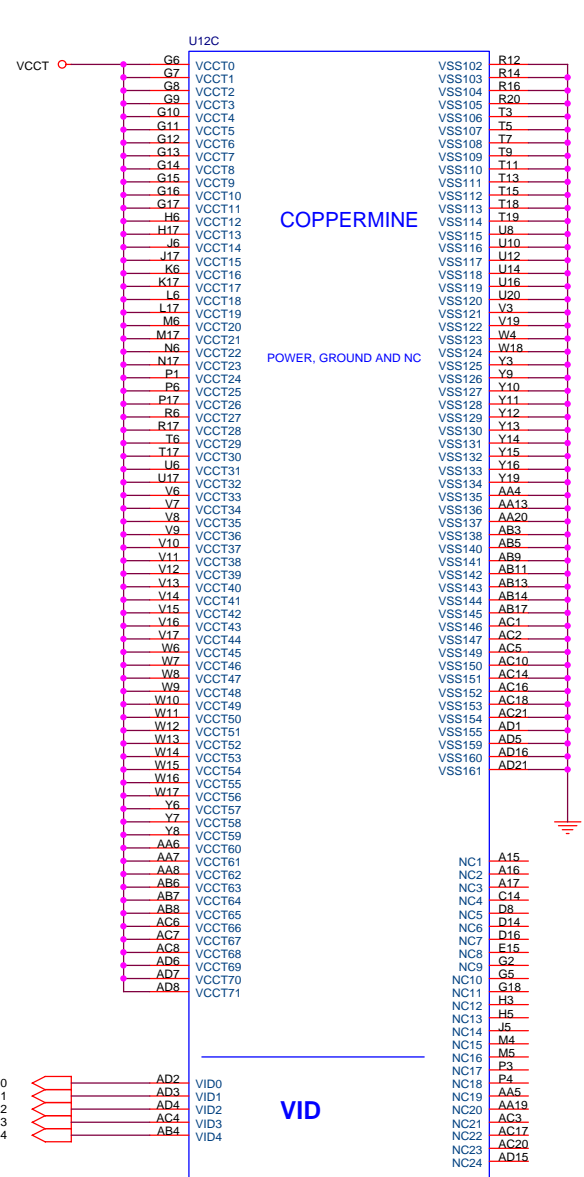 U12C
VCCT
G6 VCCT0
G7 VCCT1
G8 VCCT2
G9 VCCT3
G10 VCCT4
G11 VCCT5
G12 VCCT6
G13 VCCT7
G14 VCCT8
G15 VCCT9
G16 VCCT10
G17 VCCT11
H6 VCCT12
H17 VCCT13
J6 VCCT14
J17 VCCT15
K6 VCCT16
K17 VCCT17
L6 VCCT18
L17 VCCT19
M6 VCCT20
M17 VCCT21
N6 VCCT22
N17 VCCT23
P1 VCCT24
P6 VCCT25
P17 VCCT26
R6 VCCT27
R17 VCCT28
T6 VCCT29
T17 VCCT30
U6 VCCT31
U17 VCCT32
V6 VCCT33
V7 VCCT34
V8 VCCT35
V9 VCCT36
V10 VCCT37
V11 VCCT38
V12 VCCT39
V13 VCCT40
V14 VCCT41
V15 VCCT42
V16 VCCT43
V17 VCCT44
W6 VCCT45
W7 VCCT46
W8 VCCT47
W9 VCCT48
W10 VCCT49
W11 VCCT50
W12 VCCT51
W13 VCCT52
W14 VCCT53
W15 VCCT54
W16 VCCT55
W17 VCCT56
Y6 VCCT57
Y7 VCCT58
Y8 VCCT59
AA6 VCCT60
AA7 VCCT61
AA8 VCCT62
AB6 VCCT63
AB7 VCCT64
AB8 VCCT65
AC6 VCCT66
AC7 VCCT67
AC8 VCCT68
AD6 VCCT69
AD7 VCCT70
AD8 VCCT71
0 AD2 VID0
1 AD3 VID1
2 AD4 VID2
3 AC4 VID3
4 AB4 VID4
COPPERMINE
POWER, GROUND AND NC
VID
VSS102 R12
VSS103 R14
VSS104 R16
VSS105 R20
VSS106 T3
VSS107 T5
VSS108 T7
VSS109 T9
VSS110 T11
VSS111 T13
VSS112 T15
VSS113 T18
VSS114 T19
VSS115 U8
VSS116 U10
VSS117 U12
VSS118 U14
VSS119 U16
VSS120 U20
VSS121 V3
VSS122 V19
VSS123 W4
VSS124 W18
VSS125 Y3
VSS126 Y9
VSS127 Y10
VSS128 Y11
VSS129 Y12
VSS130 Y13
VSS131 Y14
VSS132 Y15
VSS133 Y16
VSS134 Y19
VSS135 AA4
VSS136 AA13
VSS137 AA20
VSS138 AB3
VSS140 AB5
VSS141 AB9
VSS142 AB11
VSS143 AB13
VSS144 AB14
VSS145 AB17
VSS146 AC1
VSS147 AC2
VSS149 AC5
VSS150 AC10
VSS151 AC14
VSS152 AC16
VSS153 AC18
VSS154 AC21
VSS155 AD1
VSS159 AD5
VSS160 AD16
VSS161 AD21
NC1 A15
NC2 A16
NC3 A17
NC4 C14
NC5 D8
NC6 D14
NC7 D16
NC8 E15
NC9 G2
NC10 G5
NC11 G18
NC12 H3
NC13 H5
NC14 J5
NC15 M4
NC16 M5
NC17 P3
NC18 P4
NC19 AA5
NC20 AA19
NC21 AC3
NC22 AC17
NC23 AC20
NC24 AD15